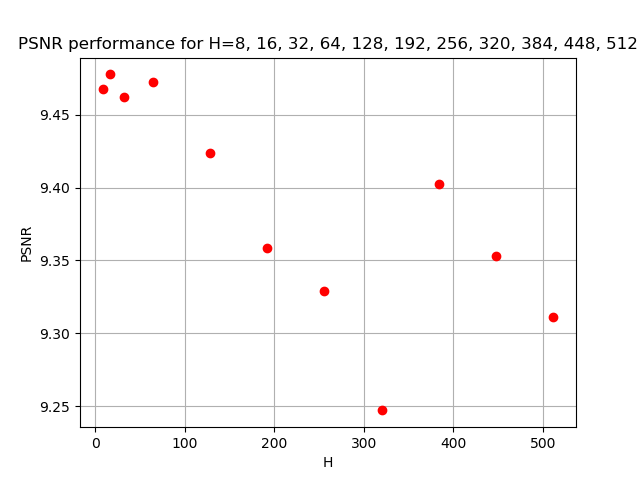 PSNR performance for H=8, 16, 32, 64, 128, 192, 256, 320, 384, 448, 512
9.45
9.40
9.35
9.30
9.25
PSNR
0 100 200 300 400 500
H